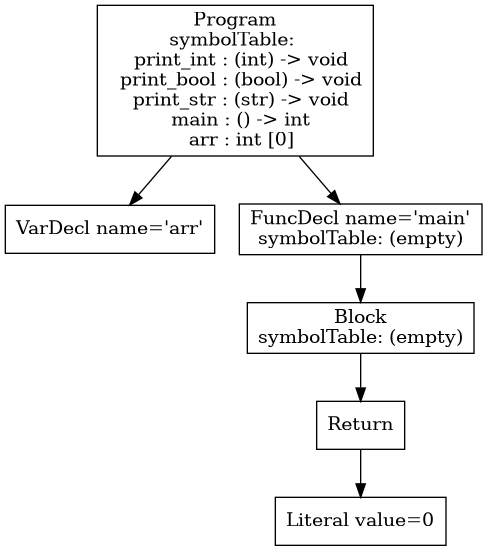 Program
symbolTable:
print_int : (int) -> void
print_bool : (bool) -> void
print_str : (str) -> void
main : () -> int
arr : int [0]
VarDecl name='arr'
FuncDecl name='main'
symbolTable: (empty)
Block
symbolTable: (empty)
Return
Literal value=0